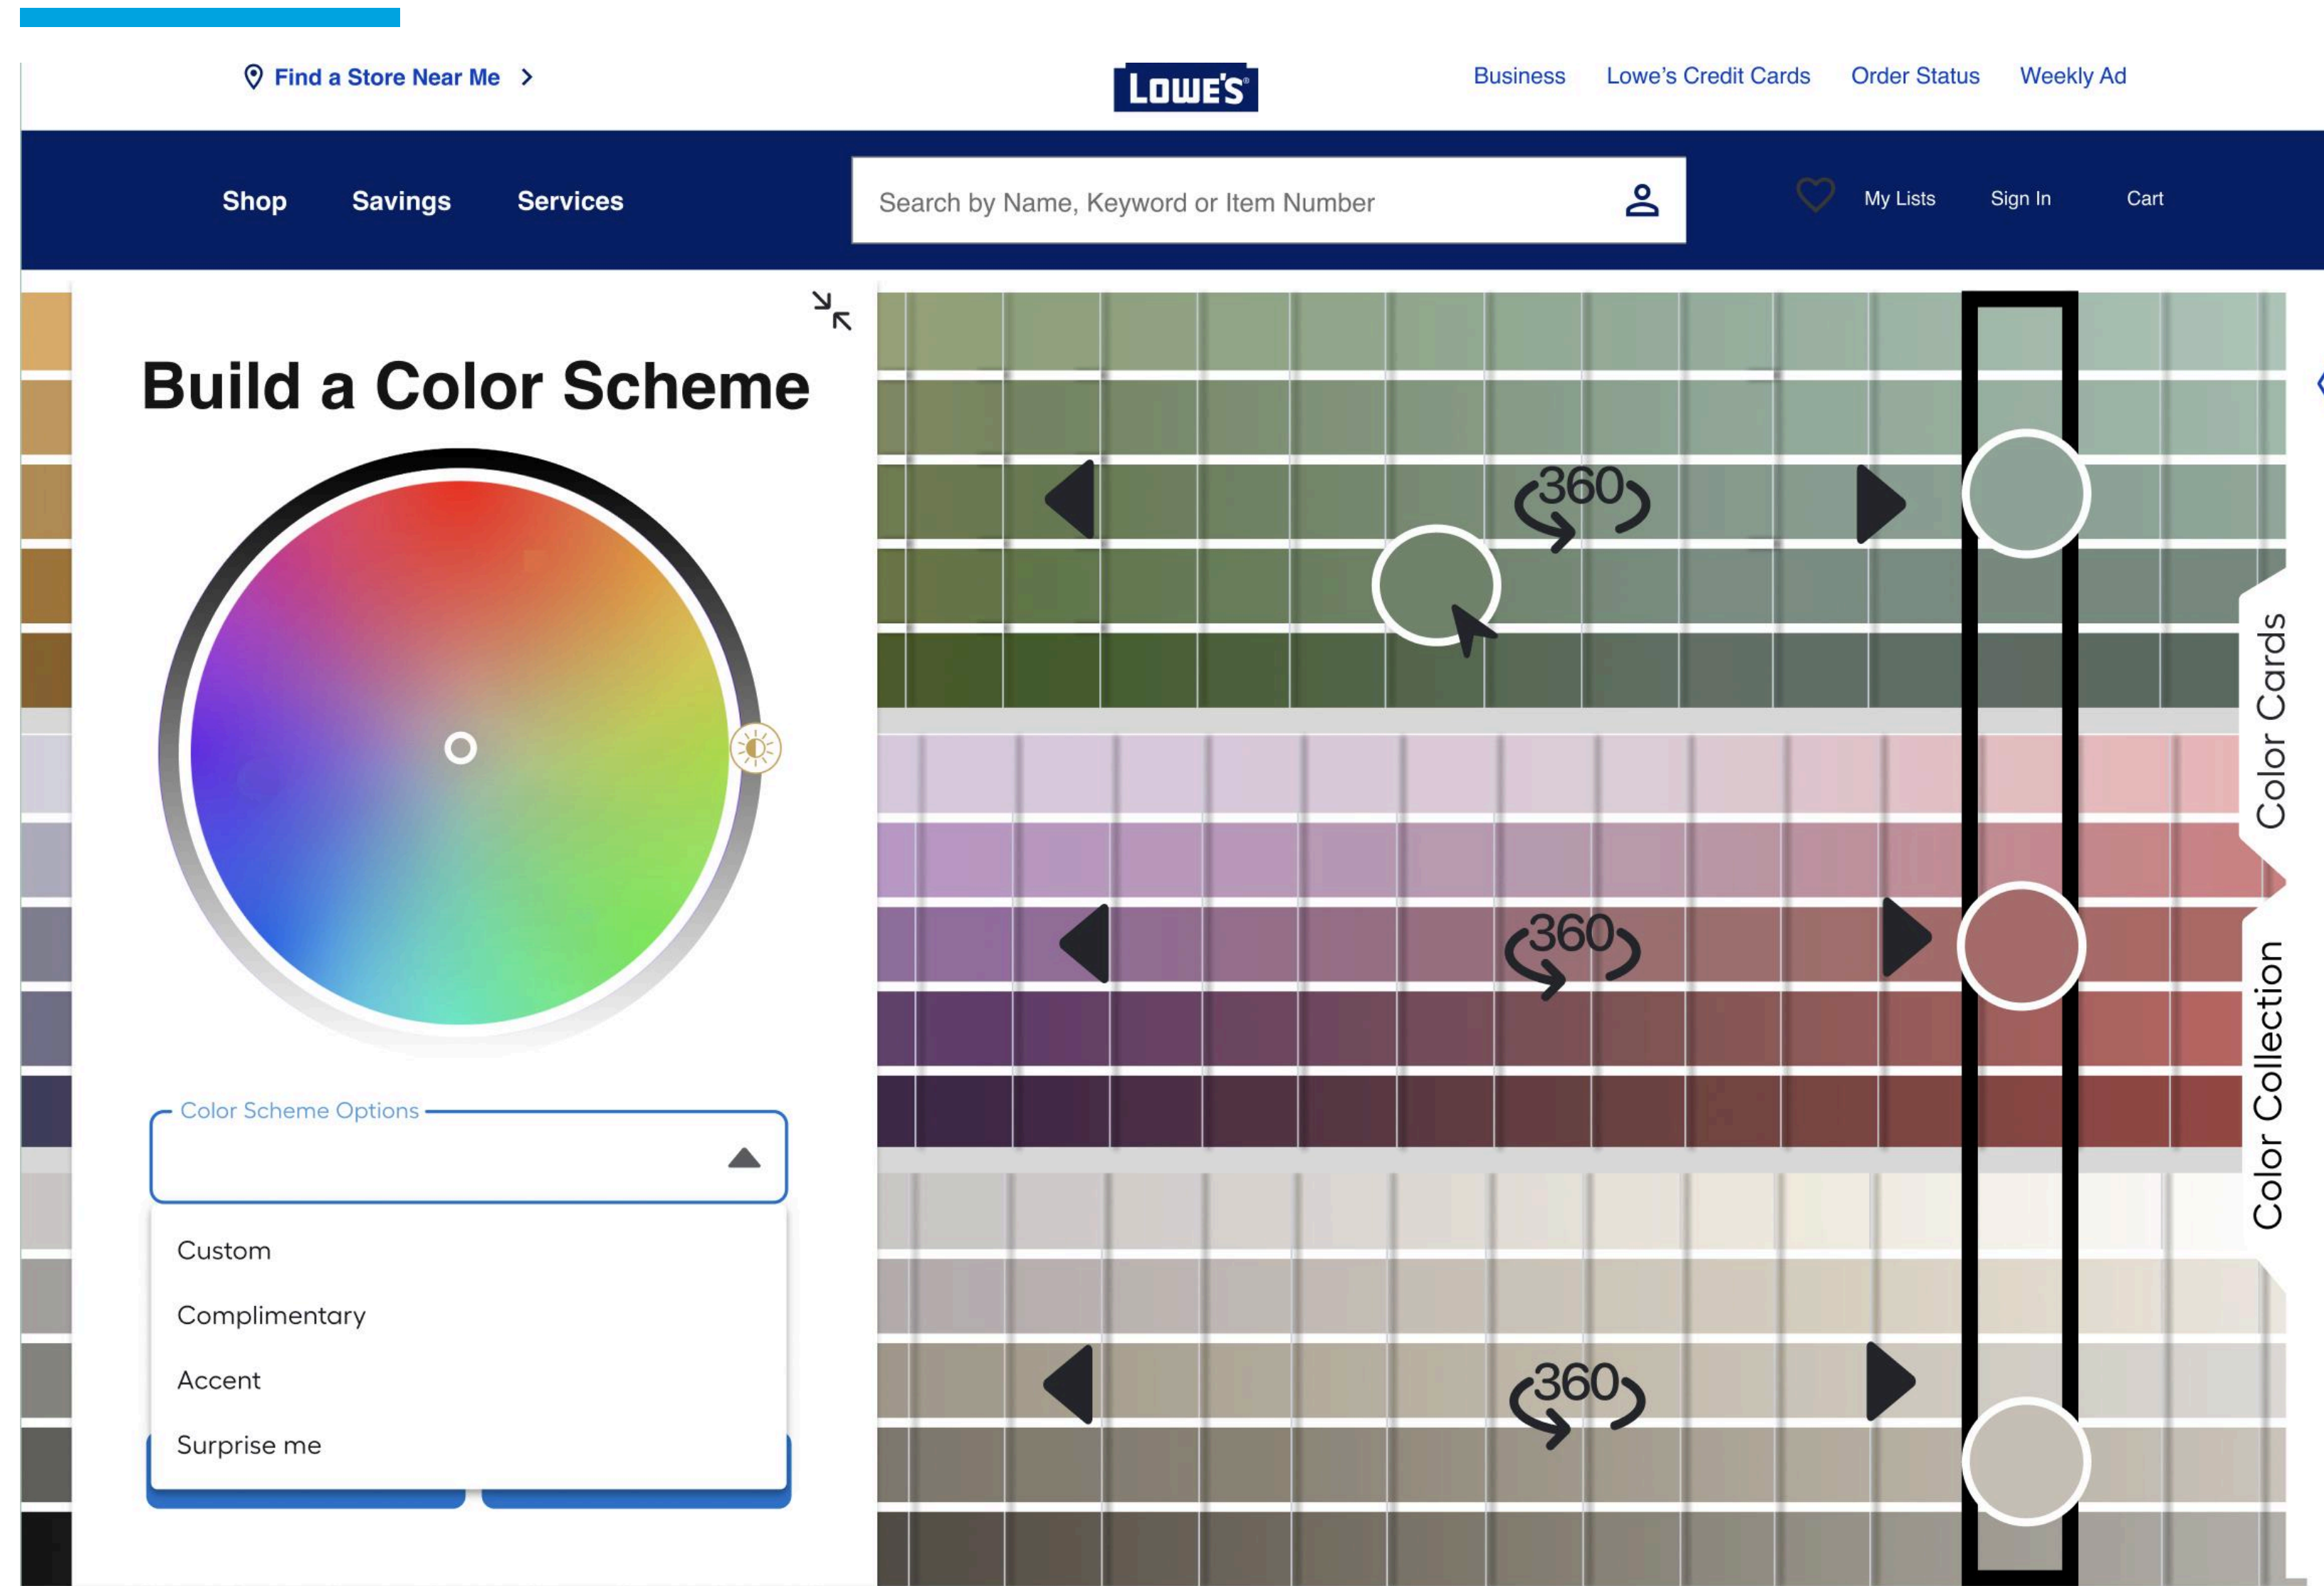 Find a Store Near Me
LOWE'S
Business Lowe's Credit Cards Order Status Weekly Ad
Shop Savings Services
Search by Name, Keyword or Item Number
My Lists Sign In Cart
Build a Color Scheme
360
Color Cards
360
Color Collection
Color Scheme Options
Custom
Complimentary
Accent
Surprise me
360